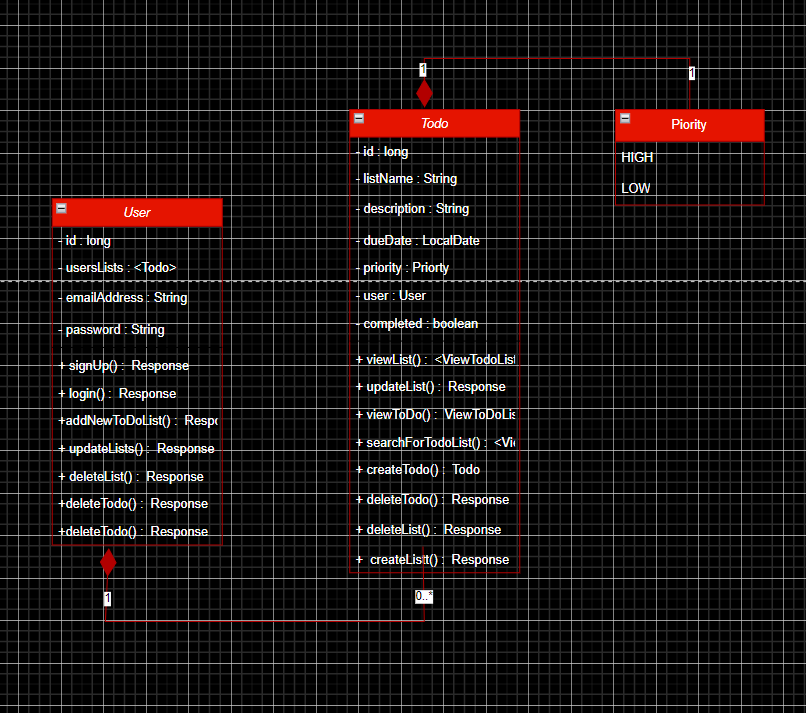 1
1
Todo
Piority
- id : long
HIGH
- listName : String
LOW
- description : String
- dueDate : LocalDate
- priority : Priorty
- user : User
- completed : boolean
+ viewList() : <ViewTodoList
+ updateList() : Response
+ viewToDo() : ViewToDoLis
+ searchForTodoList() : <Vi
+ createTodo() : Todo
+ deleteTodo() : Response
+ deleteList() : Response
+ createListt() : Response
0..*
User
- id : long
- usersLists : <Todo>
- emailAddress : String
- password : String
+ signUp() : Response
+ login() : Response
+addNewToDoList() : Respo
+ updateLists() : Response
+ deleteList() : Response
+deleteTodo() : Response
+deleteTodo() : Response
1